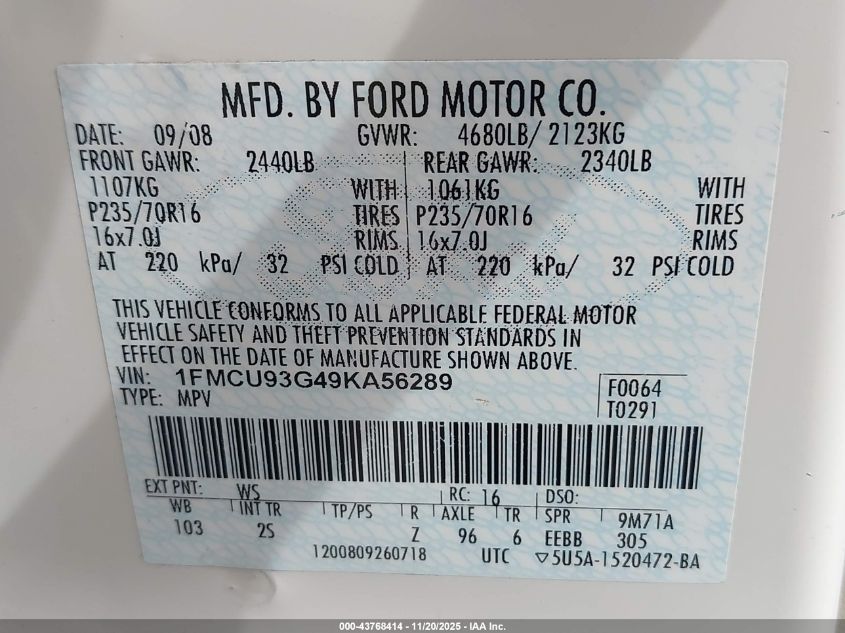 MFD. BY FORD MOTOR CO.
DATE: 09/08 GVWR: 4680LB/ 2123KG
FRONT GAWR: 2440LB REAR GAWR: 2340LB
1107KG WITH 1061KG WITH
P235/70R16 TIRES P235/70R16 TIRES
16x7.0J RIMS 16x7.0J RIMS
AT 220 kPa/ 32 PSI COLD AT 220 kPa/ 32 PSI COLD
THIS VEHICLE CONFORMS TO ALL APPLICABLE FEDERAL MOTOR
VEHICLE SAFETY AND THEFT PREVENTION STANDARDS IN
EFFECT ON THE DATE OF MANUFACTURE SHOWN ABOVE.
VIN: 1FMCU93G49KA56289
TYPE: MPV
F0064
T0291
EXT PNT: WS RC: 16 DSO:
WB INT TR TP/PS R AXLE TR SPR 9M71A
103 2S Z 96 6 EEBB 305
1200809260718 UTC ▽5U5A-1520472-BA
000-43768414 - 11/20/2025 - IAA Inc.